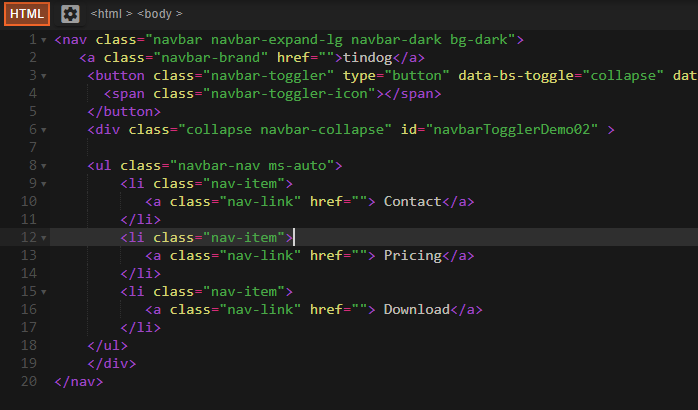 HTML <html > <body >
1 <nav class="navbar navbar-expand-lg navbar-dark bg-dark">
2 <a class="navbar-brand" href="">tindog</a>
3 <button class="navbar-toggler" type="button" data-bs-toggle="collapse" dat
4 <span class="navbar-toggler-icon"></span>
5 </button>
6 <div class="collapse navbar-collapse" id="navbarTogglerDemo02" >
7
8 <ul class="navbar-nav ms-auto">
9 <li class="nav-item">
10 <a class="nav-link" href=""> Contact</a>
11 </li>
12 <li class="nav-item">
13 <a class="nav-link" href=""> Pricing</a>
14 </li>
15 <li class="nav-item">
16 <a class="nav-link" href=""> Download</a>
17 </li>
18 </ul>
19 </div>
20 </nav>